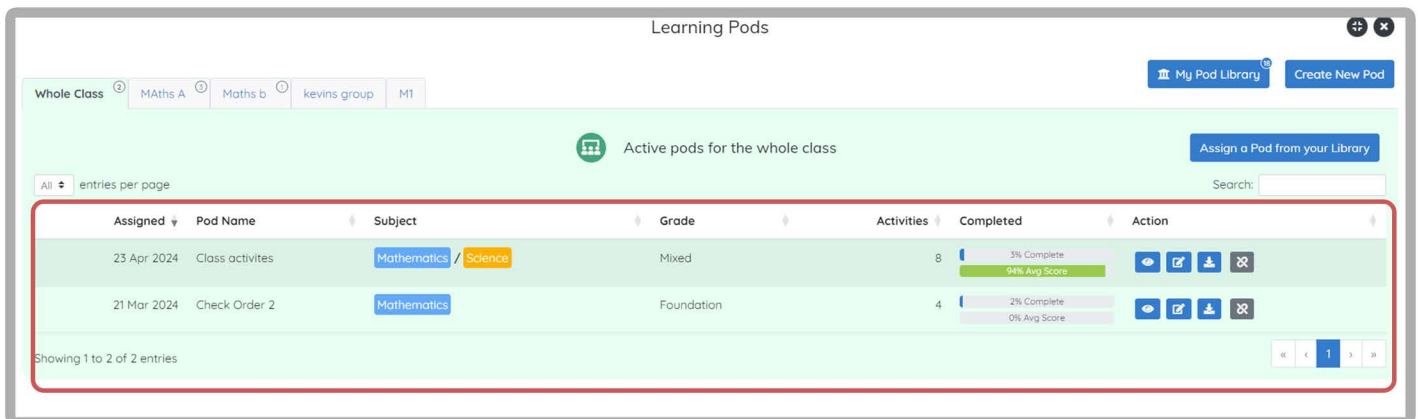 Learning Pods
My Pod Library 18 Create New Pod
Whole Class 2 MAths A 3 Maths b 1 kevins group M1
Active pods for the whole class Assign a Pod from your Library
All entries per page Search:
Assigned Pod Name Subject Grade Activities Completed Action
23 Apr 2024 Class activites Mathematics / Science Mixed 8 3% Complete
94% Avg Score
21 Mar 2024 Check Order 2 Mathematics Foundation 4 2% Complete
0% Avg Score
Showing 1 to 2 of 2 entries « ‹ 1 › »